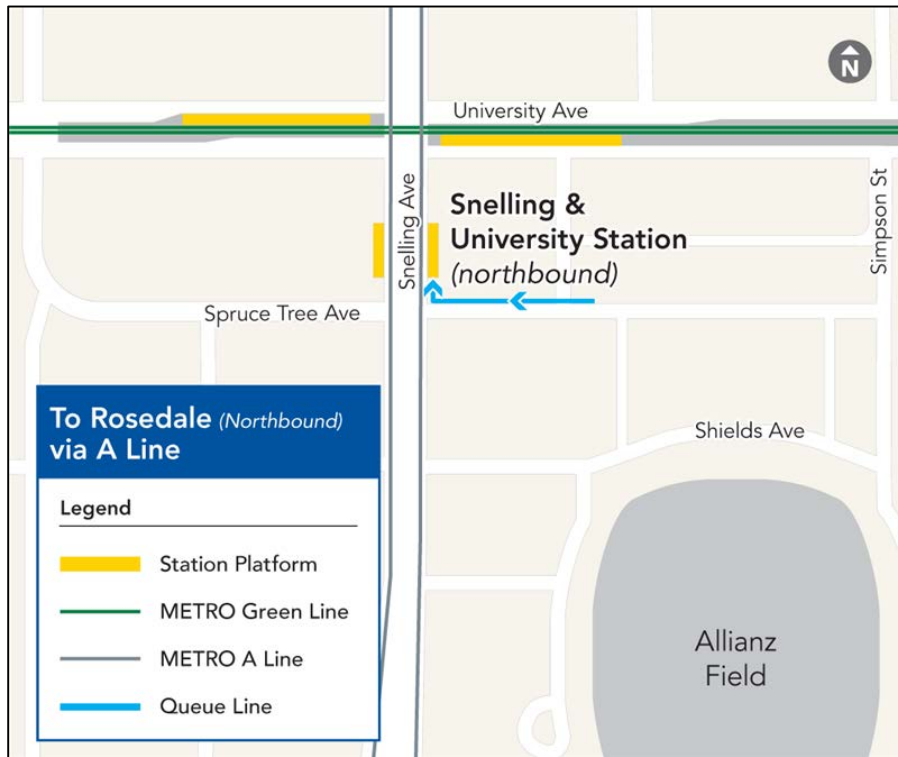 N
University Ave
Snelling Ave
Simpson St
Snelling &
University Station
(northbound)
Spruce Tree Ave
Shields Ave
To Rosedale (Northbound)
via A Line
Legend
Station Platform
METRO Green Line
METRO A Line
Queue Line
Allianz
Field